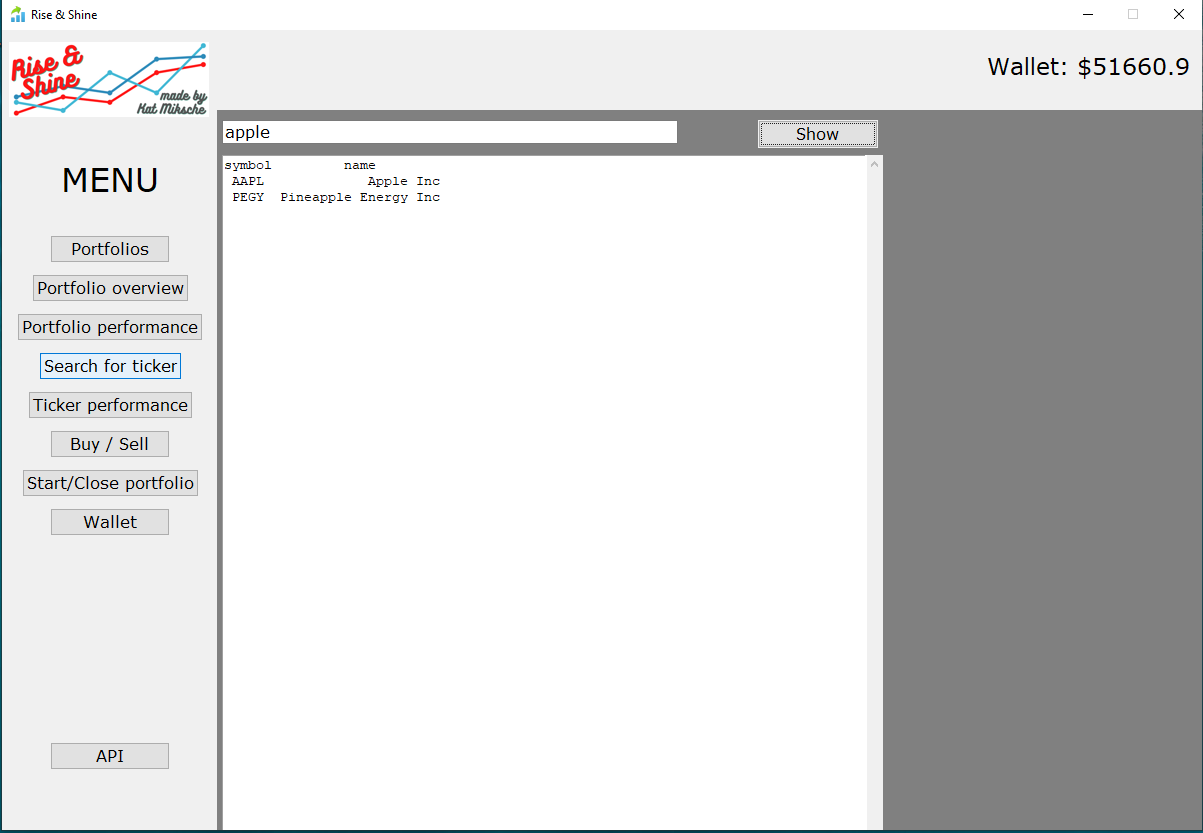 Rise & Shine
Rise &
Shine
made by
Kat Miksche
Wallet: $51660.9
apple
Show
symbol name
AAPL Apple Inc
PEGY Pineapple Energy Inc
MENU
Portfolios
Portfolio overview
Portfolio performance
Search for ticker
Ticker performance
Buy / Sell
Start/Close portfolio
Wallet
API